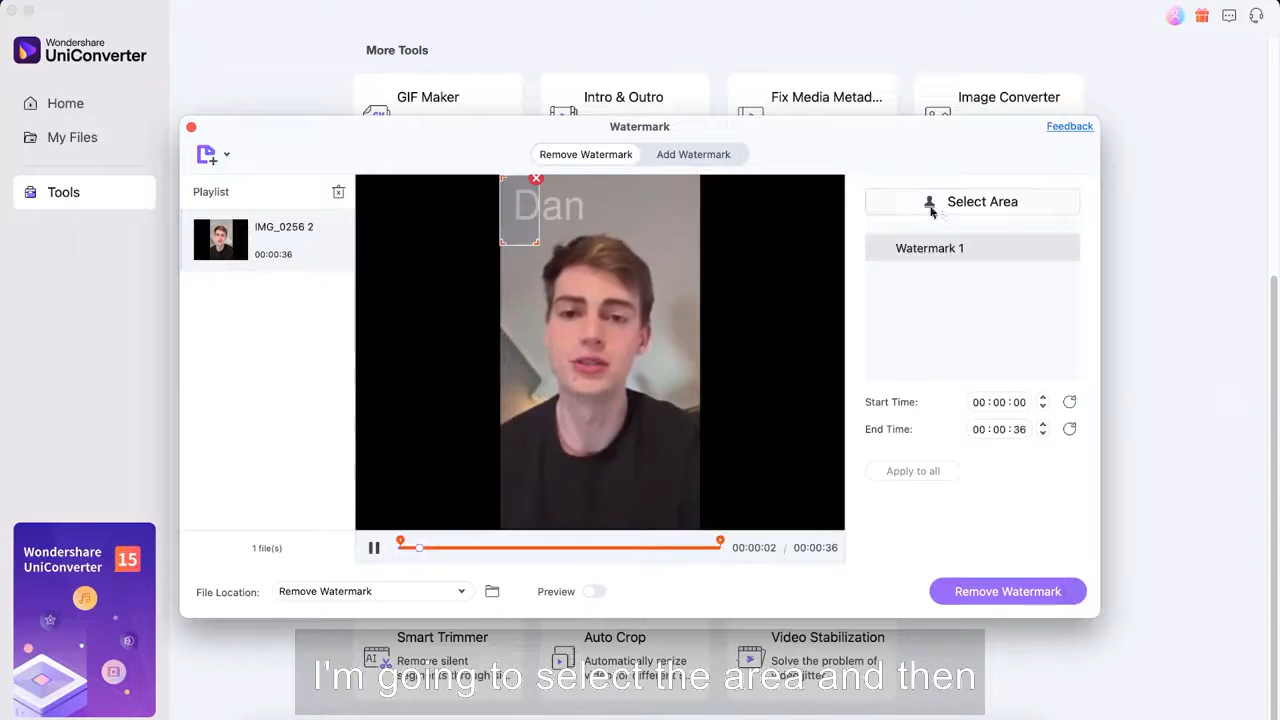 Wondershare
UniConverter
Home
My Files
Tools
Wondershare
UniConverter 15
More Tools
GIF Maker
Intro & Outro
Fix Media Metad...
Image Converter
Watermark
Feedback
Remove Watermark
Add Watermark
Playlist
IMG_0256 2
00:00:36
1 file(s)
Dan
00:00:02 / 00:00:36
Select Area
Watermark 1
Start Time: 00:00:00
End Time: 00:00:36
Apply to all
File Location: Remove Watermark
Preview
Remove Watermark
Smart Trimmer
Remove silent
Auto Crop
Automatically resize
Video Stabilization
Solve the problem of
I'm going to select the area and then